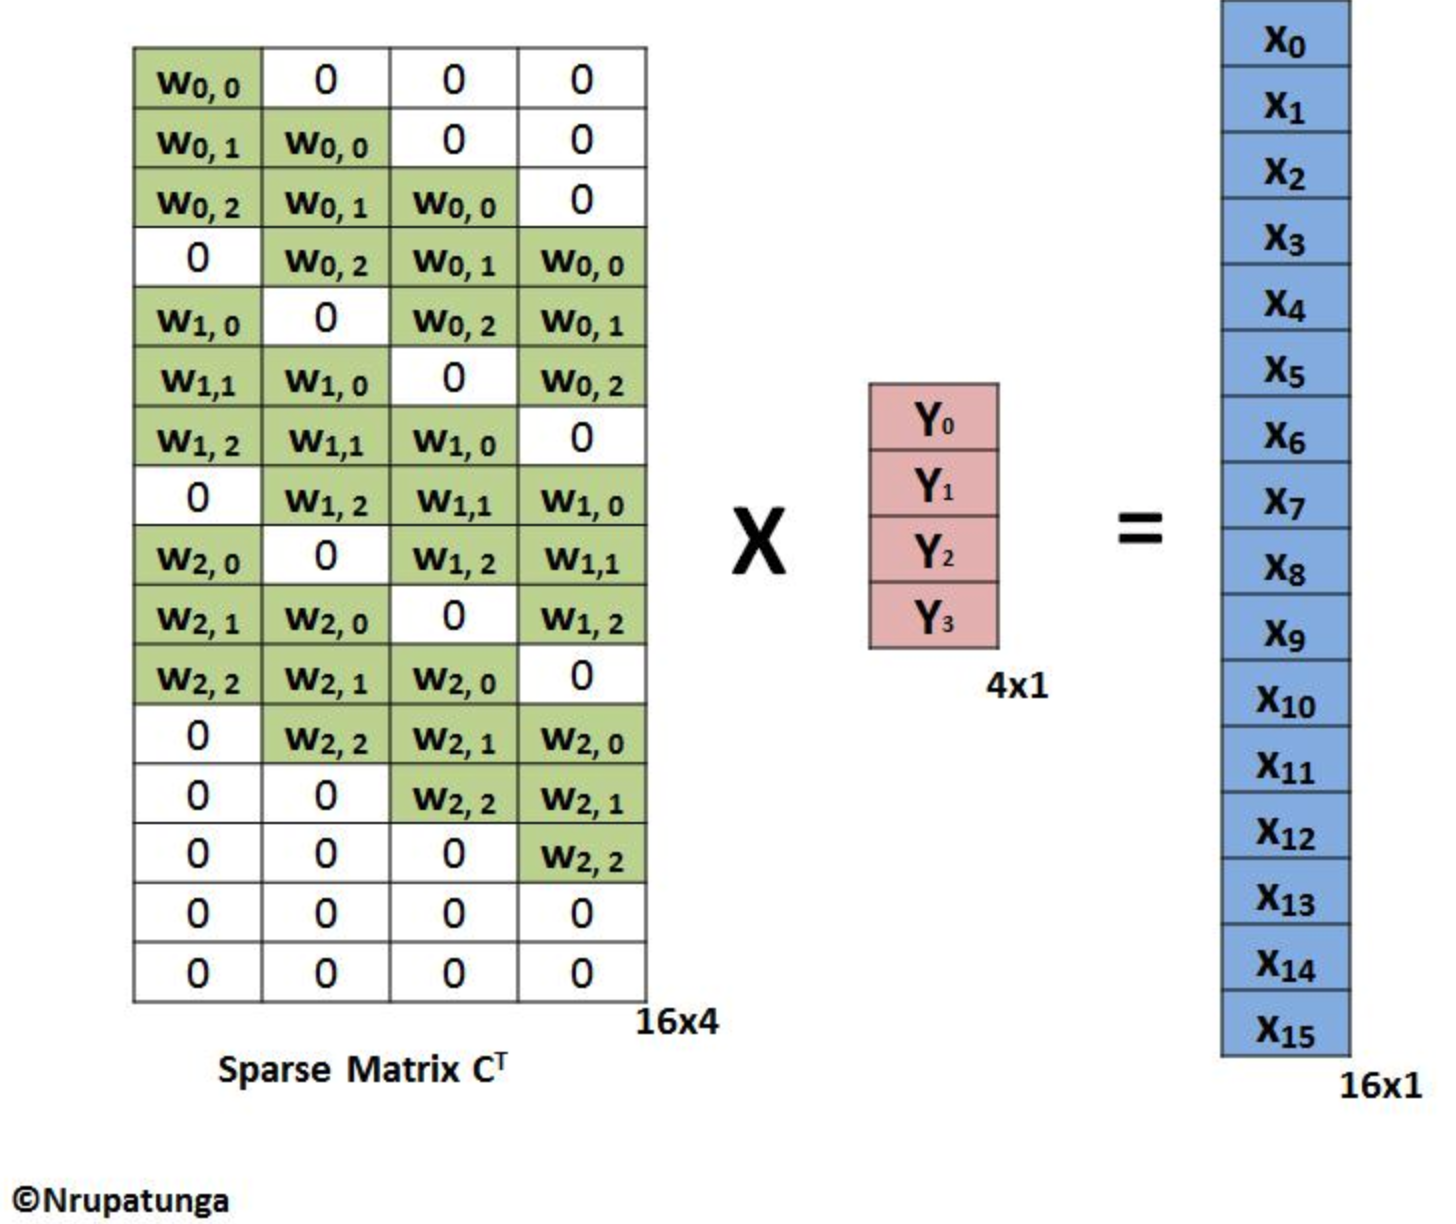 w0, 0 0 0 0
w0, 1 w0, 0 0 0
w0, 2 w0, 1 w0, 0 0
0 w0, 2 w0, 1 w0, 0
w1, 0 0 w0, 2 w0, 1
w1,1 w1, 0 0 w0, 2
w1, 2 w1,1 w1, 0 0
0 w1, 2 w1,1 w1, 0
w2, 0 0 w1, 2 w1,1
w2, 1 w2, 0 0 w1, 2
w2, 2 w2, 1 w2, 0 0
0 w2, 2 w2, 1 w2, 0
0 0 w2, 2 w2, 1
0 0 0 w2, 2
0 0 0 0
0 0 0 0
16x4
Sparse Matrix Cᵀ
X
Y0
Y1
Y2
Y3
4x1
=
x0
x1
x2
x3
x4
x5
x6
x7
x8
x9
x10
x11
x12
x13
x14
x15
16x1
©Nrupatunga